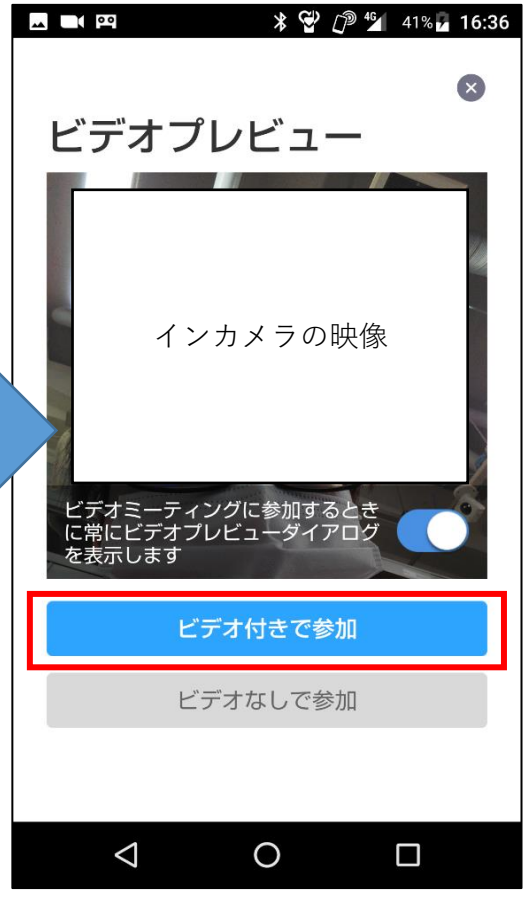 4G 41% 16:36
ビデオプレビュー
インカメラの映像
ビデオミーティングに参加するとき
に常にビデオプレビューダイアログ
を表示します
ビデオ付きで参加
ビデオなしで参加